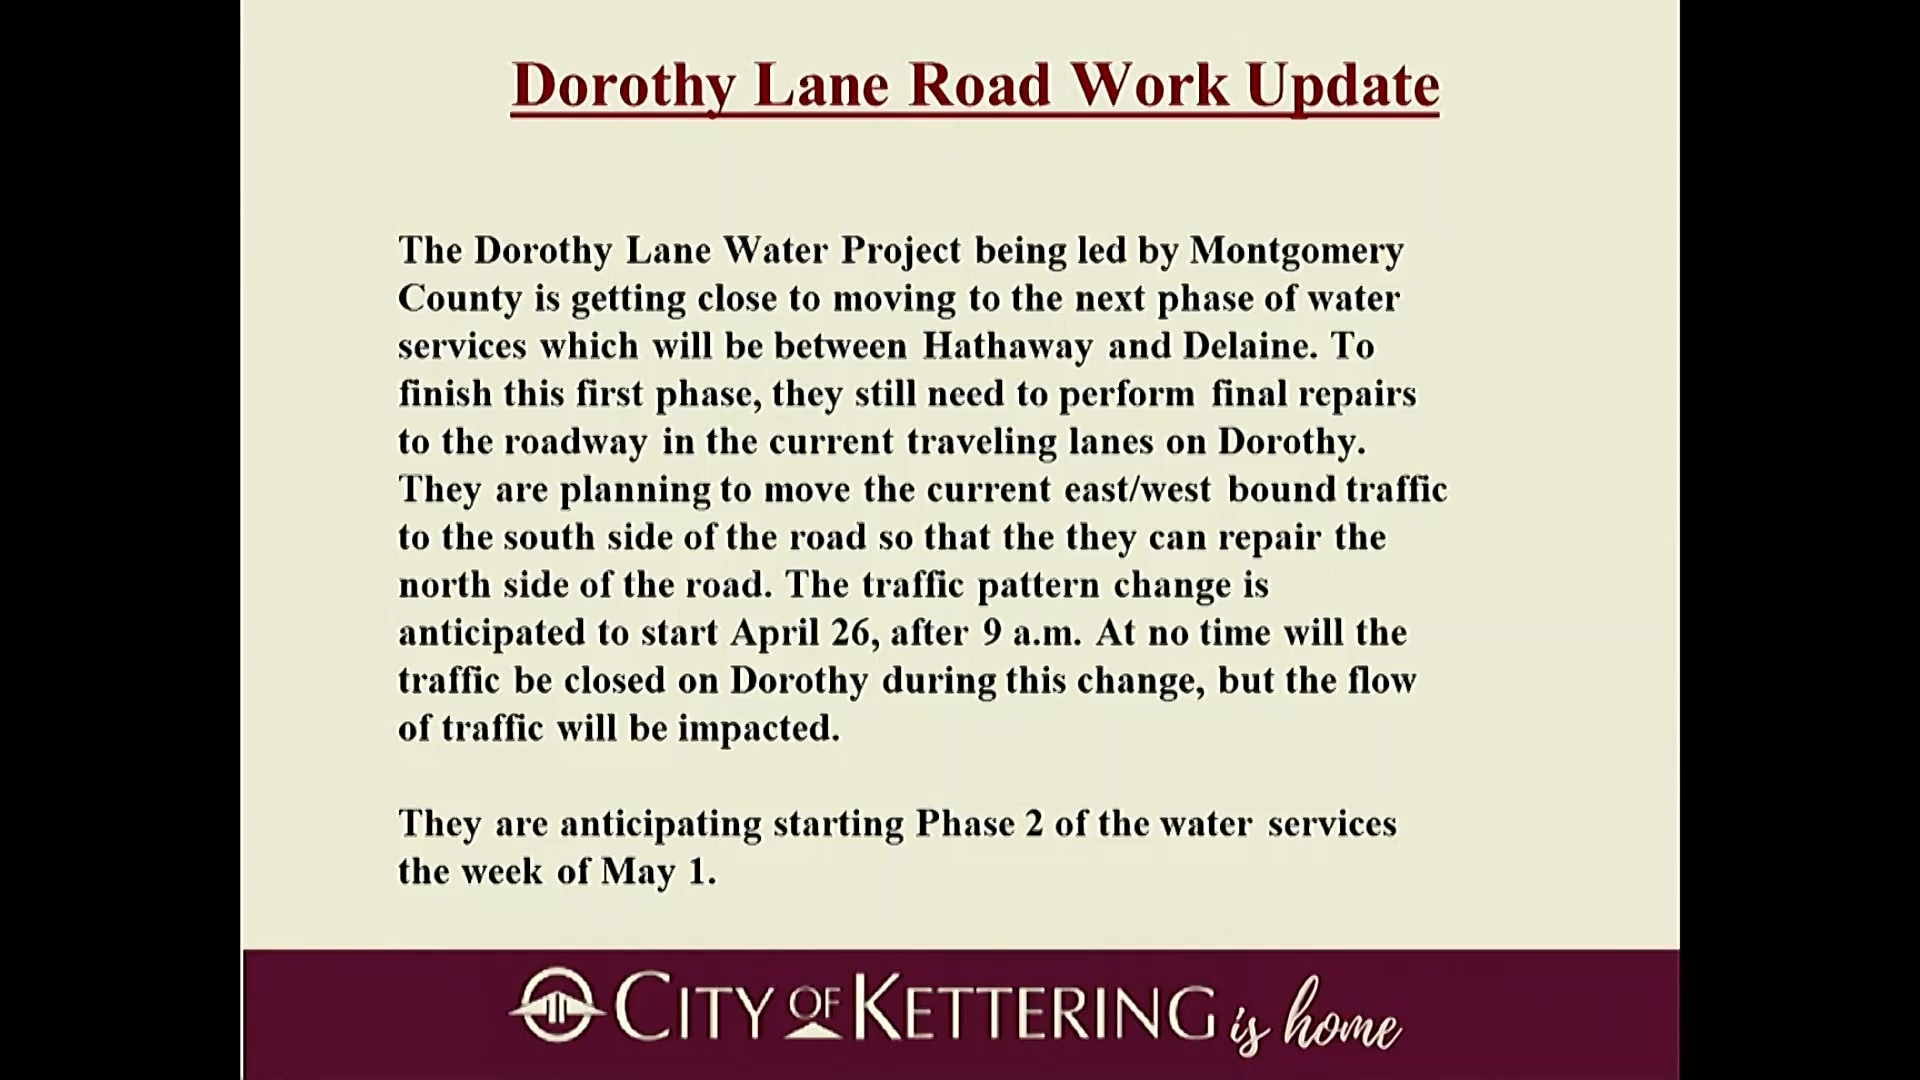 Dorothy Lane Road Work Update
The Dorothy Lane Water Project being led by Montgomery
County is getting close to moving to the next phase of water
services which will be between Hathaway and Delaine. To
finish this first phase, they still need to perform final repairs
to the roadway in the current traveling lanes on Dorothy.
They are planning to move the current east/west bound traffic
to the south side of the road so that the they can repair the
north side of the road. The traffic pattern change is
anticipated to start April 26, after 9 a.m. At no time will the
traffic be closed on Dorothy during this change, but the flow
of traffic will be impacted.
They are anticipating starting Phase 2 of the water services
the week of May 1.
CITY OF KETTERING is home